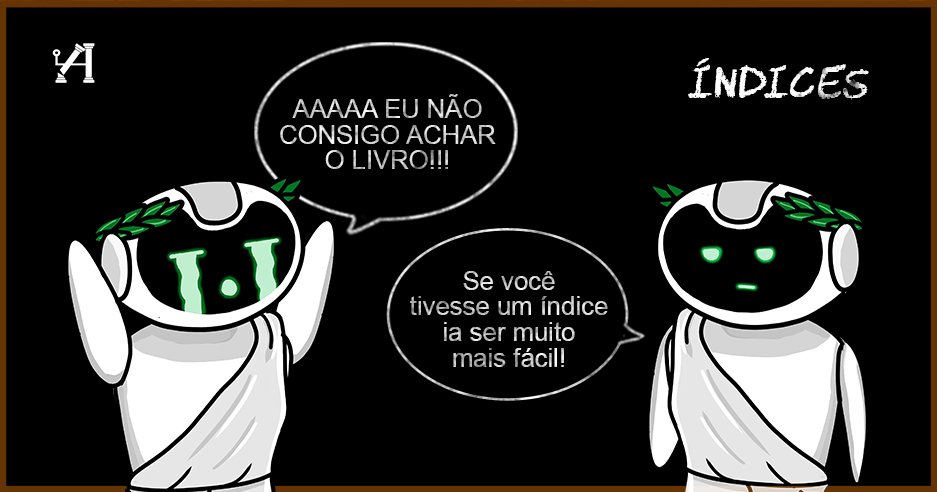 A
ÍNDICES
AAAAA EU NÃO
CONSIGO ACHAR
O LIVRO!!!
Se você
tivesse um índice
ia ser muito
mais fácil!